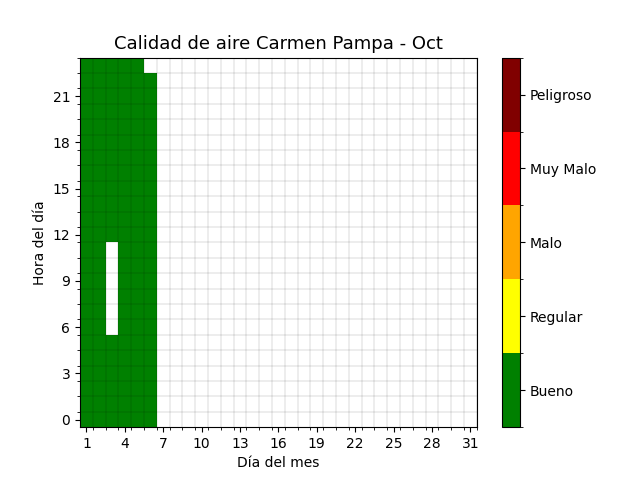 Calidad de aire Carmen Pampa - Oct
Hora del día
21
18
15
12
9
6
3
0
1 4 7 10 13 16 19 22 25 28 31
Día del mes
Peligroso
Muy Malo
Malo
Regular
Bueno